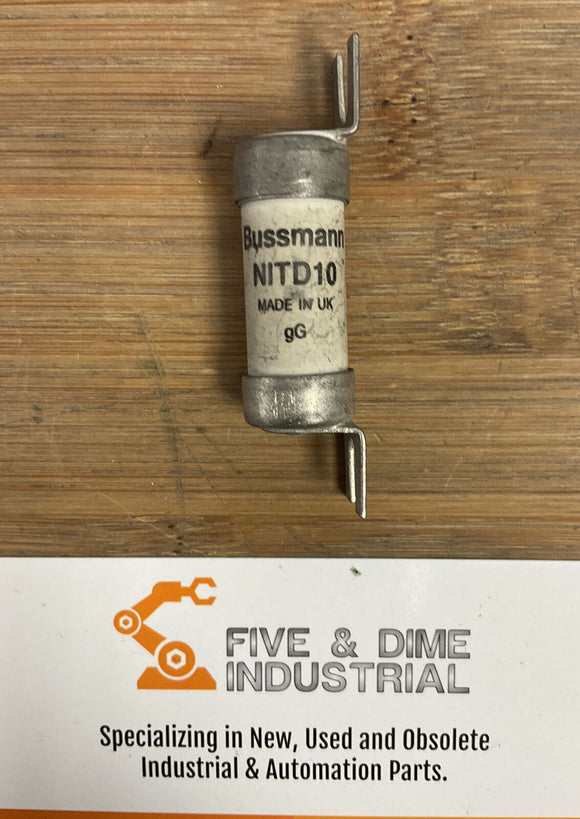 Bussmann
NITD10
MADE IN UK
gG
FIVE & DIME
INDUSTRIAL
Specializing in New, Used and Obsolete
Industrial & Automation Parts.